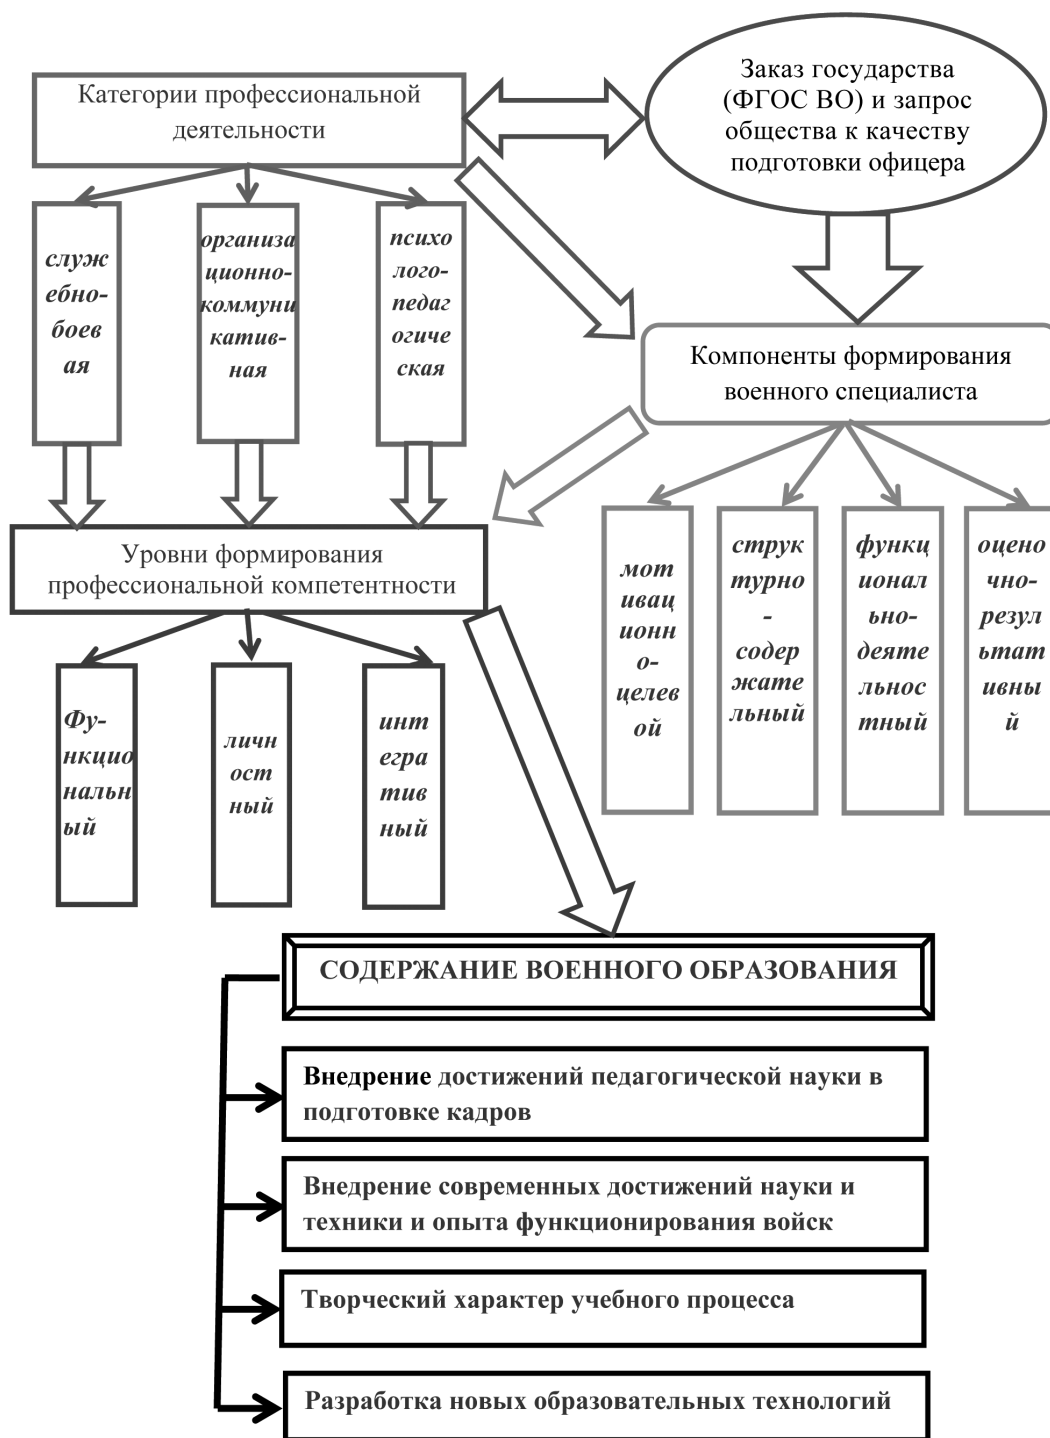 Категории профессиональной
деятельности
Заказ государства
(ФГОС ВО) и запрос
общества к качеству
подготовки офицера
служ
ебно-
боев
ая
организа
ционно-
коммуни
катив-
ная
психо
лого-
педаг
огиче
ская
Компоненты формирования
военного специалиста
Уровни формирования
профессиональной компетентности
мот
ивац
ионн
о-
целев
ой
струк
турно
-
содер
жате
льный
функц
ионал
ьно-
деяте
льнос
тный
оцено
чно-
резул
ьтат
ивны
й
Фу-
нкцио
нальн
ый
личн
ост
ный
инт
егра
тив
ный
СОДЕРЖАНИЕ ВОЕННОГО ОБРАЗОВАНИЯ
Внедрение достижений педагогической науки в
подготовке кадров
Внедрение современных достижений науки и
техники и опыта функционирования войск
Творческий характер учебного процесса
Разработка новых образовательных технологий